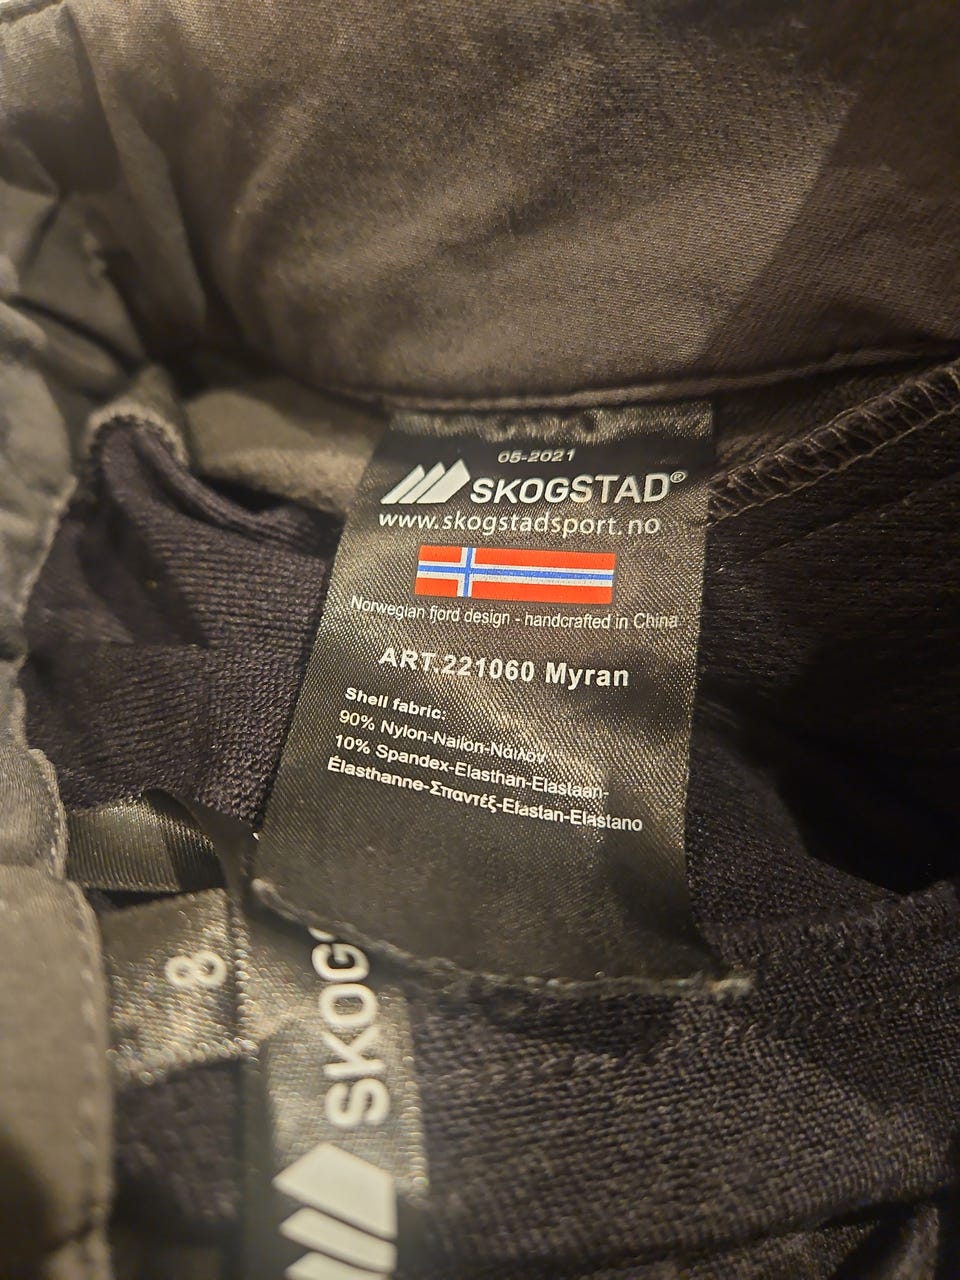 05-2021
SKOGSTAD®
www.skogstadsport.no
Norwegian fjord design - handcrafted in China
ART.221060 Myran
Shell fabric:
90% Nylon-Nailon-Νάιλον
10% Spandex-Elasthan-Elastaan-
Élasthanne-Σπαντέξ-Elastan-Elastano
8
SKOG